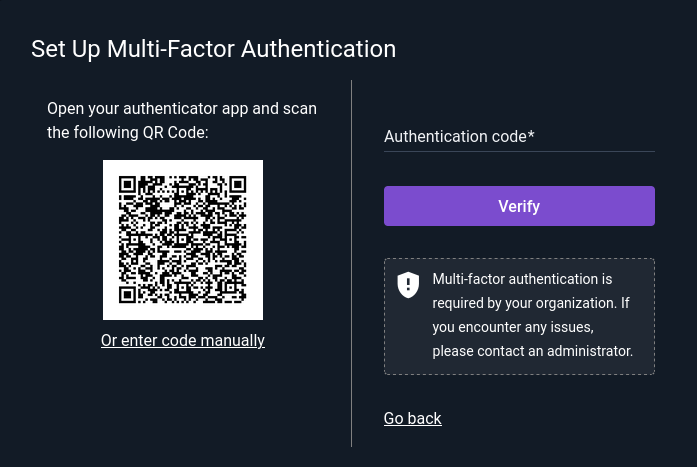 Set Up Multi-Factor Authentication
Open your authenticator app and scan
the following QR Code:
Or enter code manually
Authentication code*
Verify
Multi-factor authentication is
required by your organization. If
you encounter any issues,
please contact an administrator.
Go back